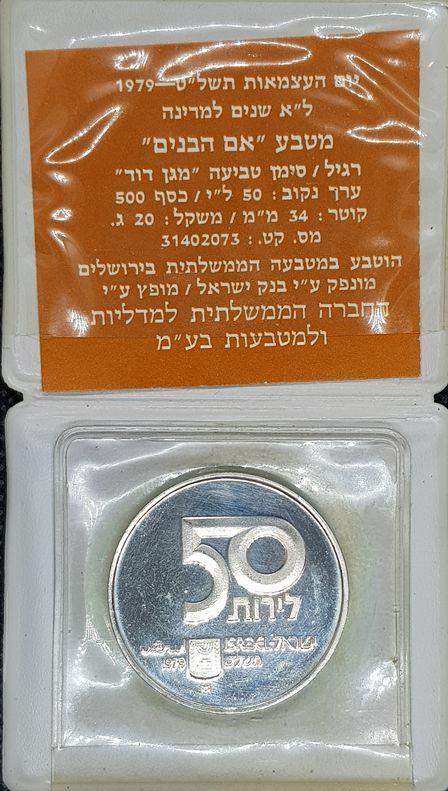 יום העצמאות תשל"ט—1979
ל"א שנים למדינה
מטבע "אם הבנים"
רגיל / סימן טביעה "מגן דוד"
ערך נקוב: 50 ל"י / כסף 500
קוטר: 34 מ"מ / משקל: 20 ג.
מס. קט.: 31402073
הוטבע במטבעה הממשלתית בירושלים
מונפק ע"י בנק ישראל / מופץ ע"י
החברה הממשלתית למדליות
ולמטבעות בע"מ
50
לירות
ישראל ISRAEL اسرائيل
תשל"ט 1979